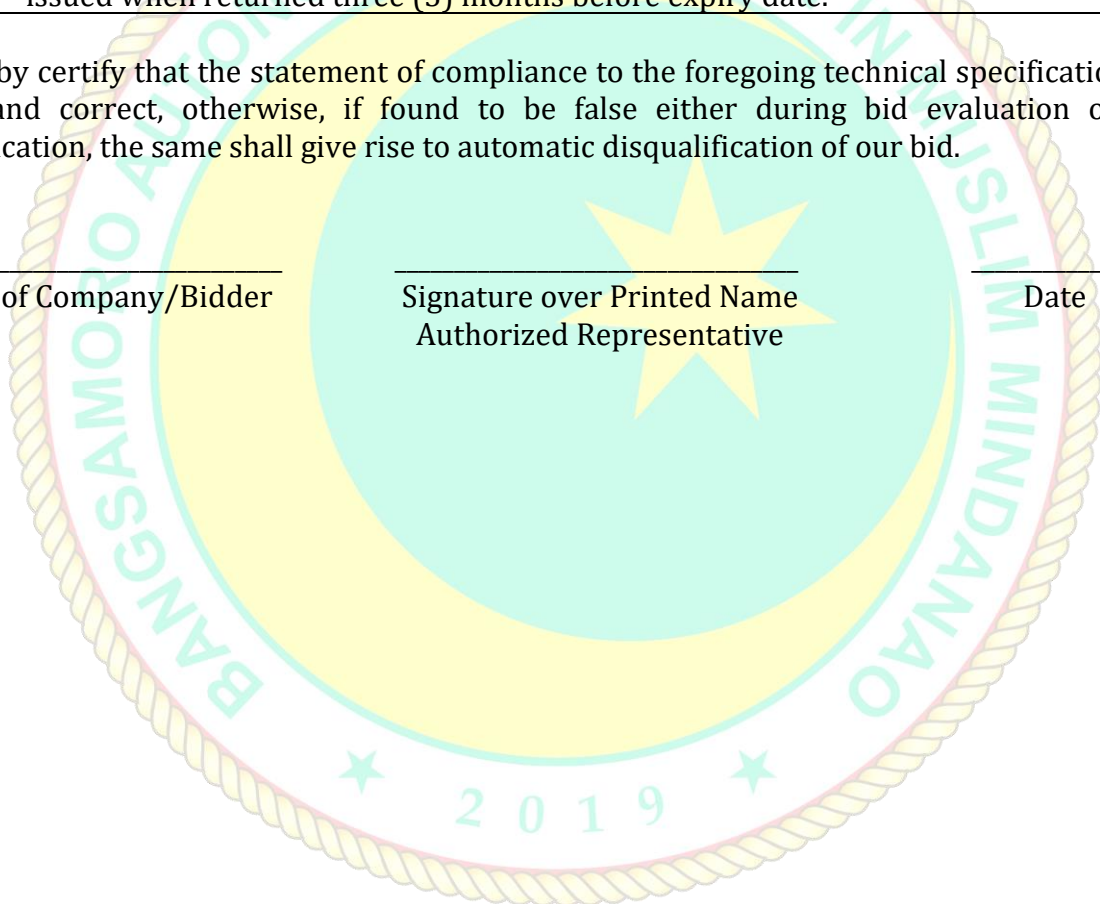 issued when returned three (3) months before expiry date.
by certify that the statement of compliance to the foregoing technical specificatio
and correct, otherwise, if found to be false either during bid evaluation o
ication, the same shall give rise to automatic disqualification of our bid.
of Company/Bidder Signature over Printed Name Date
Authorized Representative
BANGSAMORO AUTON IN MUSLIM MINDANAO
2019